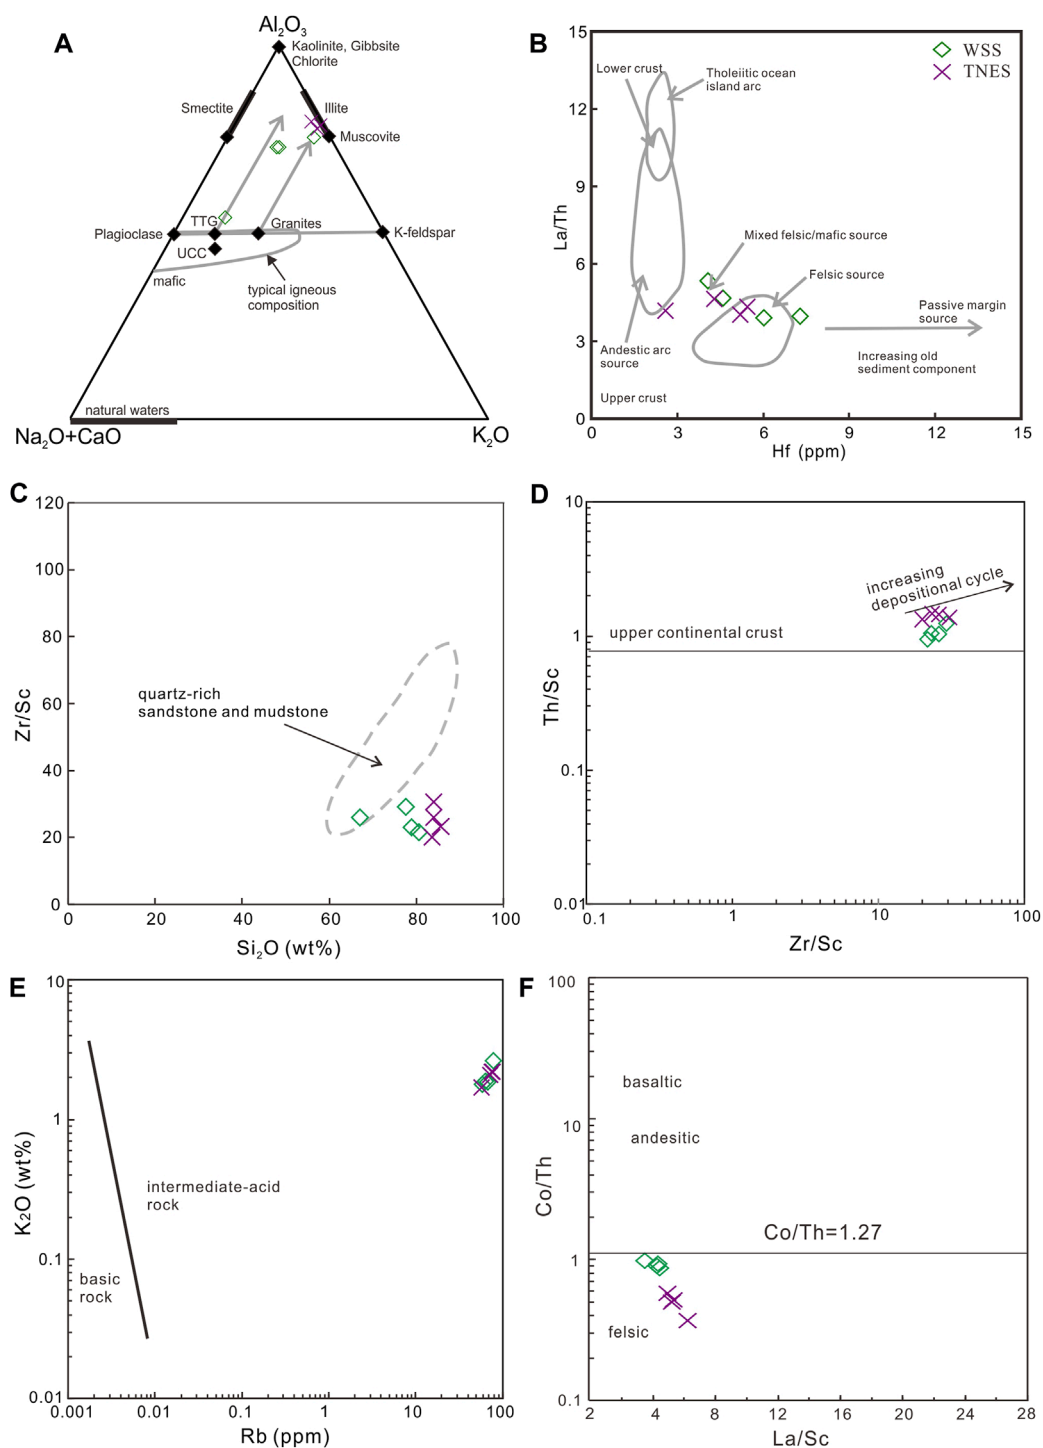 A
Al₂O₃
Kaolinite, Gibbsite
Chlorite
Smectite
Illite
Muscovite
TTG
Granites
Plagioclase
K-feldspar
UCC
mafic
typical igneous
composition
natural waters
Na₂O+CaO
K₂O
B
15
12
9
6
3
0
La/Th
WSS
TNES
Lower crust
Tholeiitic ocean
island arc
Mixed felsic/mafic source
Felsic source
Passive margin
source
Andestic arc
source
Increasing old
sediment component
Upper crust
0
3
6
9
12
15
Hf (ppm)
C
120
100
80
60
40
20
0
Zr/Sc
quartz-rich
sandstone and mudstone
0
20
40
60
80
100
Si₂O (wt%)
D
10
1
0.1
0.01
Th/Sc
increasing
depositional cycle
upper continental crust
0.1
1
10
100
Zr/Sc
E
10
1
0.1
0.01
K2O (wt%)
intermediate-acid
rock
basic
rock
0.001
0.01
0.1
1
10
100
Rb (ppm)
F
100
10
1
0.1
Co/Th
basaltic
andesitic
Co/Th=1.27
felsic
2
4
8
12
16
20
24
28
La/Sc